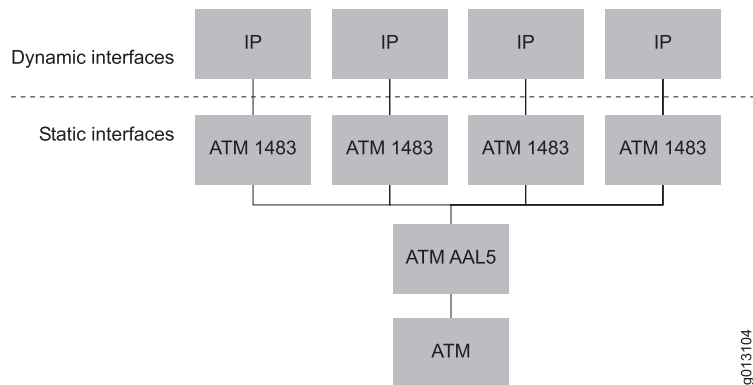 IP IP IP IP
Dynamic interfaces
Static interfaces
ATM 1483 ATM 1483 ATM 1483 ATM 1483
ATM AAL5
ATM
g013104